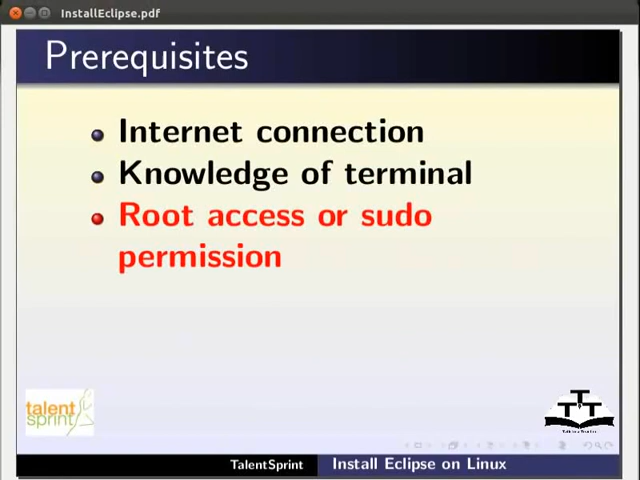 InstallEclipse.pdf
Prerequisites
Internet connection
Knowledge of terminal
Root access or sudo
permission
talent
sprint
TTT
TalentSprint
Install Eclipse on Linux